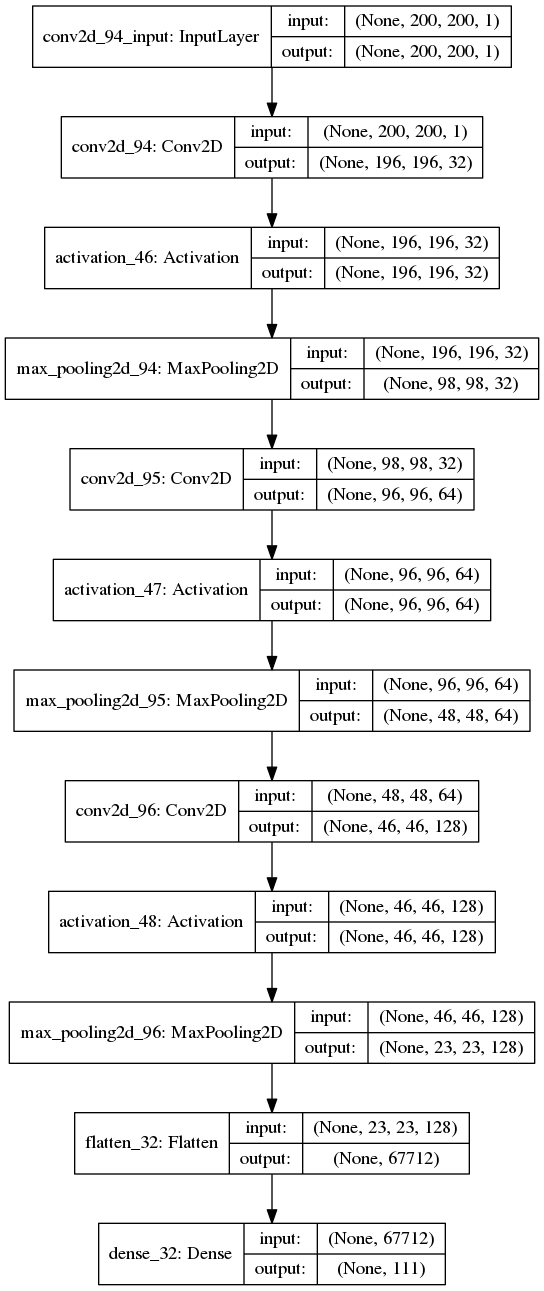 conv2d_94_input: InputLayer
input: (None, 200, 200, 1)
output: (None, 200, 200, 1)
conv2d_94: Conv2D
input: (None, 200, 200, 1)
output: (None, 196, 196, 32)
activation_46: Activation
input: (None, 196, 196, 32)
output: (None, 196, 196, 32)
max_pooling2d_94: MaxPooling2D
input: (None, 196, 196, 32)
output: (None, 98, 98, 32)
conv2d_95: Conv2D
input: (None, 98, 98, 32)
output: (None, 96, 96, 64)
activation_47: Activation
input: (None, 96, 96, 64)
output: (None, 96, 96, 64)
max_pooling2d_95: MaxPooling2D
input: (None, 96, 96, 64)
output: (None, 48, 48, 64)
conv2d_96: Conv2D
input: (None, 48, 48, 64)
output: (None, 46, 46, 128)
activation_48: Activation
input: (None, 46, 46, 128)
output: (None, 46, 46, 128)
max_pooling2d_96: MaxPooling2D
input: (None, 46, 46, 128)
output: (None, 23, 23, 128)
flatten_32: Flatten
input: (None, 23, 23, 128)
output: (None, 67712)
dense_32: Dense
input: (None, 67712)
output: (None, 111)